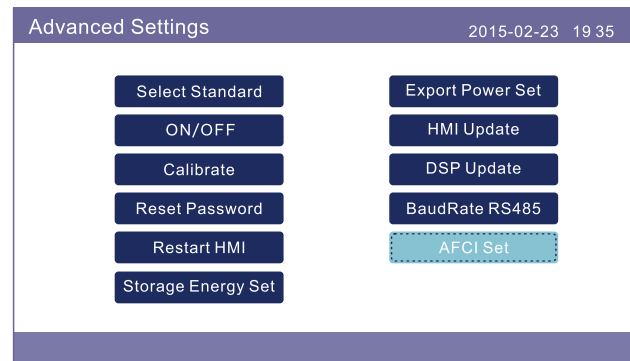 Advanced Settings
2015-02-23 19 35
Select Standard
ON/OFF
Calibrate
Reset Password
Restart HMI
Storage Energy Set
Export Power Set
HMI Update
DSP Update
BaudRate RS485
AFCI Set